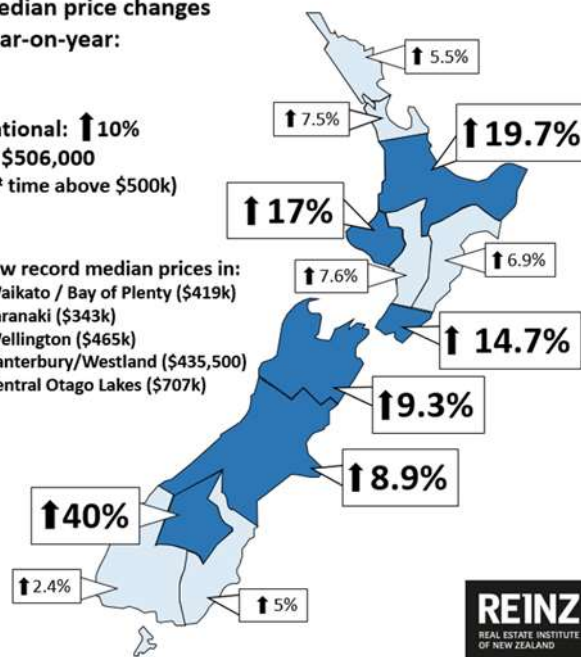 edian price changes
ar-on-year:
⬆ 5.5%
⬆ 7.5%
tional: ⬆10%
$506,000
time above $500k)
⬆19.7%
⬆ 17%
⬆ 6.9%
⬆ 7.6%
w record median prices in:
aikato / Bay of Plenty ($419k)
aranaki ($343k)
ellington ($465k)
anterbury/Westland ($435,500)
entral Otago Lakes ($707k)
⬆ 14.7%
⬆9.3%
⬆8.9%
⬆40%
⬆2.4%
⬆ 5%
REINZ
REAL ESTATE INSTITUTE
OF NEW ZEALAND